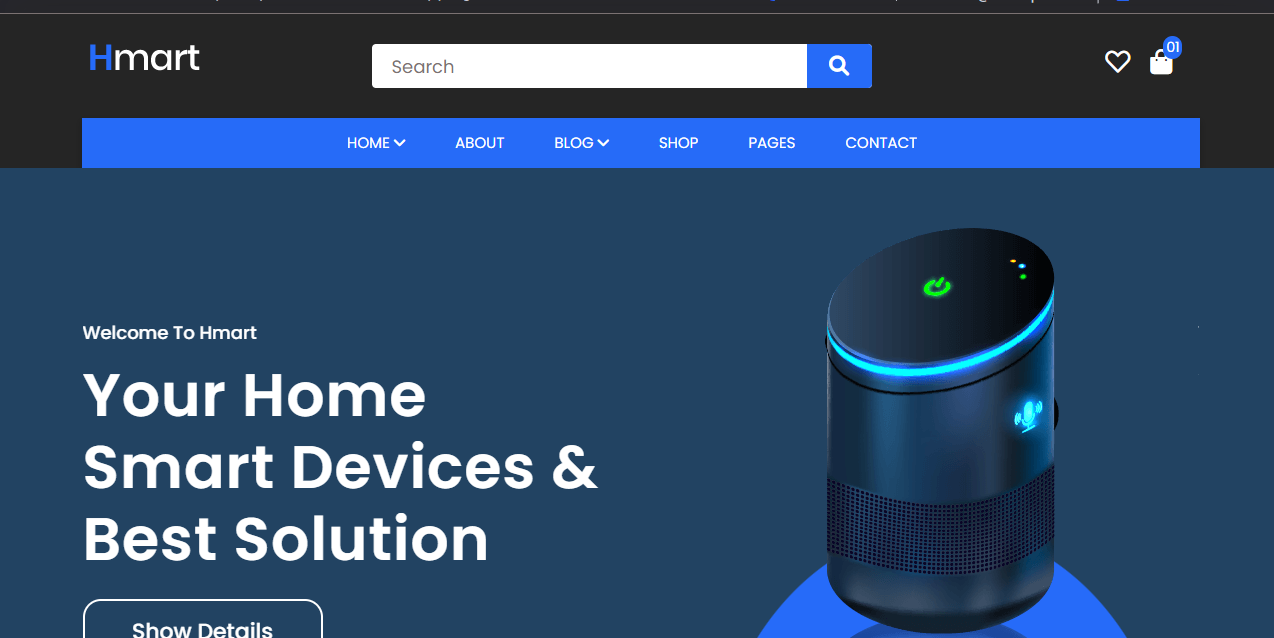 Hmart
Search
01
HOME ABOUT BLOG SHOP PAGES CONTACT
Welcome To Hmart
Your Home
Smart Devices &
Best Solution
Show Details